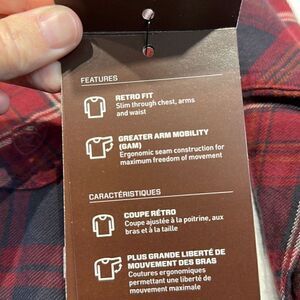 FEATURES
RETRO FIT
Slim through chest, arms
and waist
GREATER ARM MOBILITY
(GAM)
Ergonomic seam construction for
maximum freedom of movement
CARACTÉRISTIQUES
COUPE RÉTRO
Coupe ajustée à la poitrine, aux
bras et à la taille
PLUS GRANDE LIBERTÉ DE
MOUVEMENT DES BRAS
Coutures ergonomiques
permettant une liberté de
mouvement maximale